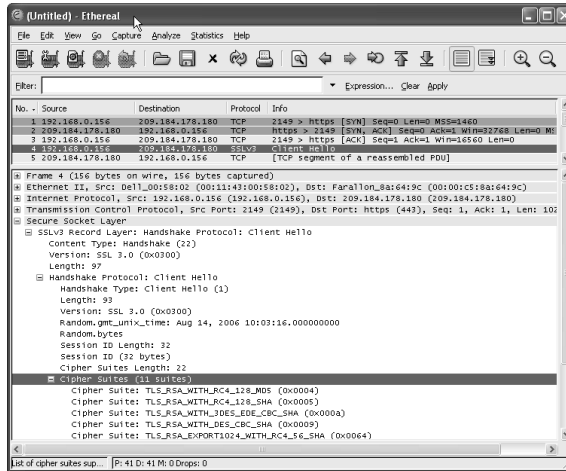 (Untitled) - Ethereal
File Edit View Go Capture Analyze Statistics Help
Filter: Expression... Clear Apply
No. - Source Destination Protocol Info
1 192.168.0.156 209.184.178.180 TCP 2149 > https [SYN] Seq=0 Len=0 MSS=1460
2 209.184.178.180 192.168.0.156 TCP https > 2149 [SYN, ACK] Seq=0 Ack=1 Win=32768 Len=0 MS
3 192.168.0.156 209.184.178.180 TCP 2149 > https [ACK] Seq=1 Ack=1 Win=16560 Len=0
4 192.168.0.156 209.184.178.180 SSLv3 Client Hello
5 209.184.178.180 192.168.0.156 TCP [TCP segment of a reassembled PDU]
Frame 4 (156 bytes on wire, 156 bytes captured)
Ethernet II, Src: Dell_00:58:02 (00:11:43:00:58:02), Dst: Farallon_8a:64:9c (00:00:c5:8a:64:9c)
Internet Protocol, Src: 192.168.0.156 (192.168.0.156), Dst: 209.184.178.180 (209.184.178.180)
Transmission Control Protocol, Src Port: 2149 (2149), Dst Port: https (443), Seq: 1, Ack: 1, Len: 102
Secure Socket Layer
SSLv3 Record Layer: Handshake Protocol: Client Hello
Content Type: Handshake (22)
Version: SSL 3.0 (0x0300)
Length: 97
Handshake Protocol: Client Hello
Handshake Type: Client Hello (1)
Length: 93
Version: SSL 3.0 (0x0300)
Random.gmt_unix_time: Aug 14, 2006 10:03:16.000000000
Random.bytes
Session ID Length: 32
Session ID (32 bytes)
Cipher Suites Length: 22
Cipher Suites (11 suites)
Cipher Suite: TLS_RSA_WITH_RC4_128_MD5 (0x0004)
Cipher Suite: TLS_RSA_WITH_RC4_128_SHA (0x0005)
Cipher Suite: TLS_RSA_WITH_3DES_EDE_CBC_SHA (0x000a)
Cipher Suite: TLS_RSA_WITH_DES_CBC_SHA (0x0009)
Cipher Suite: TLS_RSA_EXPORT1024_WITH_RC4_56_SHA (0x0064)
List of cipher suites sup... P: 41 D: 41 M: 0 Drops: 0